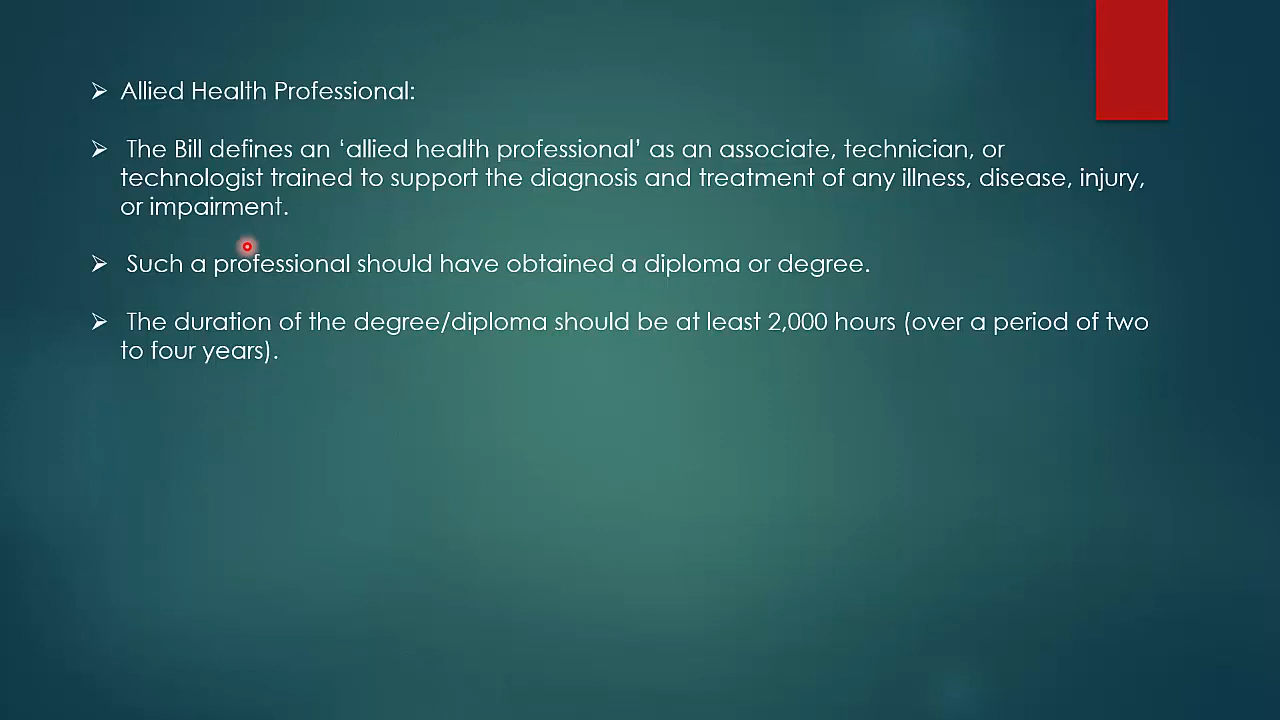 ➢ Allied Health Professional:
➢ The Bill defines an ‘allied health professional’ as an associate, technician, or
technologist trained to support the diagnosis and treatment of any illness, disease, injury,
or impairment.
➢ Such a professional should have obtained a diploma or degree.
➢ The duration of the degree/diploma should be at least 2,000 hours (over a period of two
to four years).